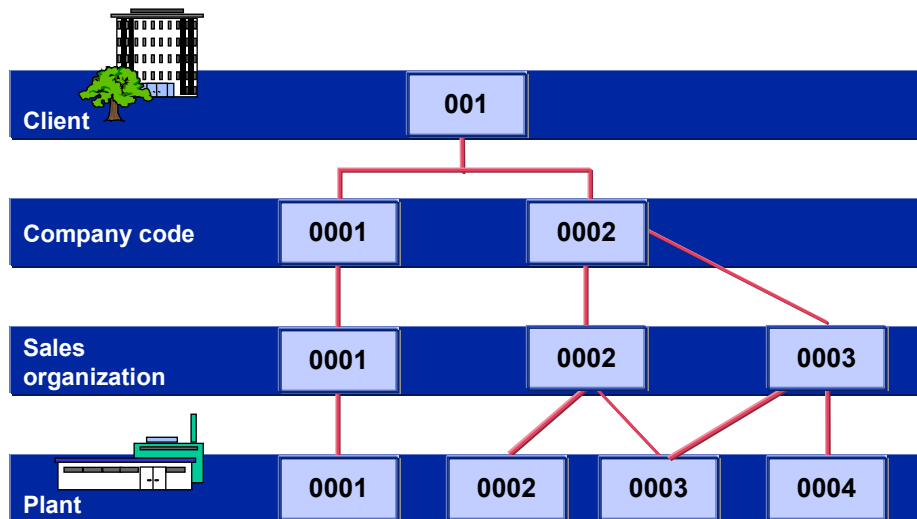 Client
001
Company code
0001
0002
Sales
organization
0001
0002
0003
Plant
0001
0002
0003
0004